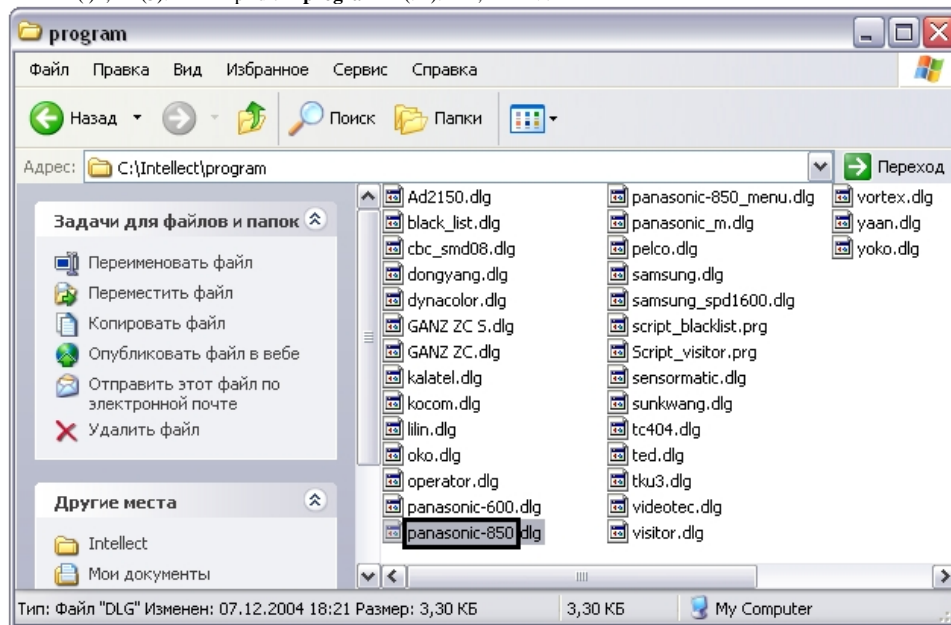 program
Файл Правка Вид Избранное Сервис Справка
Назад Поиск Папки
Адрес: C:\Intellect\program Переход
Задачи для файлов и папок
Переименовать файл
Переместить файл
Копировать файл
Опубликовать файл в вебе
Отправить этот файл по
электронной почте
Удалить файл
Другие места
Intellect
Мои документы
Ad2150.dlg
black_list.dlg
cbc_smd08.dlg
dongyang.dlg
dynacolor.dlg
GANZ ZC S.dlg
GANZ ZC.dlg
kalatel.dlg
kocom.dlg
lilin.dlg
oko.dlg
operator.dlg
panasonic-600.dlg
panasonic-850.dlg
panasonic-850_menu.dlg
panasonic_m.dlg
pelco.dlg
samsung.dlg
samsung_spd1600.dlg
script_blacklist.prg
Script_visitor.prg
sensormatic.dlg
sunkwang.dlg
tc404.dlg
ted.dlg
tku3.dlg
videotec.dlg
visitor.dlg
vortex.dlg
yaan.dlg
yoko.dlg
Тип: Файл "DLG" Изменен: 07.12.2004 18:21 Размер: 3,30 КБ 3,30 КБ My Computer